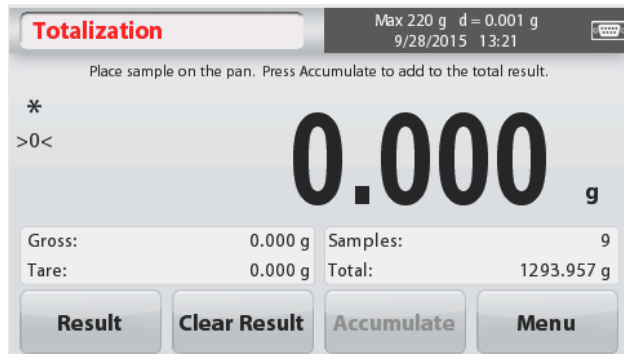 Totalization
Max 220 g d = 0.001 g
9/28/2015 13:21
Place sample on the pan. Press Accumulate to add to the total result.
*
>0<
0.000 g
Gross: 0.000 g Samples: 9
Tare: 0.000 g Total: 1293.957 g
Result Clear Result Accumulate Menu